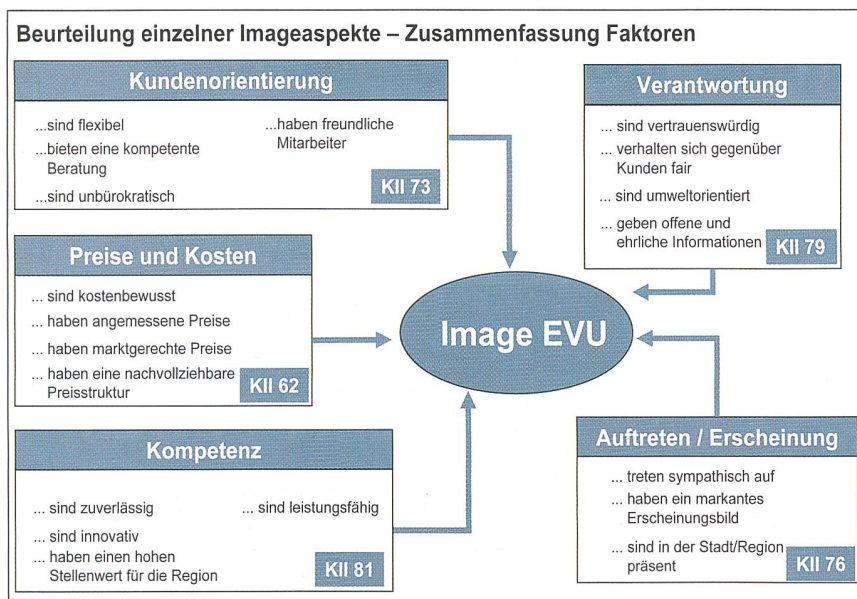 Beurteilung einzelner Imageaspekte – Zusammenfassung Faktoren
Kundenorientierung
...sind flexibel
...bieten eine kompetente
Beratung
...sind unbürokratisch
...haben freundliche
Mitarbeiter
KII 73
Verantwortung
... sind vertrauenswürdig
... verhalten sich gegenüber
Kunden fair
... sind umweltorientiert
... geben offene und
ehrliche Informationen
KII 79
Preise und Kosten
... sind kostenbewusst
... haben angemessene Preise
... haben marktgerechte Preise
... haben eine nachvollziehbare
Preisstruktur
KII 62
Image EVU
Kompetenz
... sind zuverlässig
... sind innovativ
... haben einen hohen
Stellenwert für die Region
... sind leistungsfähig
KII 81
Auftreten / Erscheinung
... treten sympathisch auf
... haben ein markantes
Erscheinungsbild
... sind in der Stadt/Region
präsent
KII 76